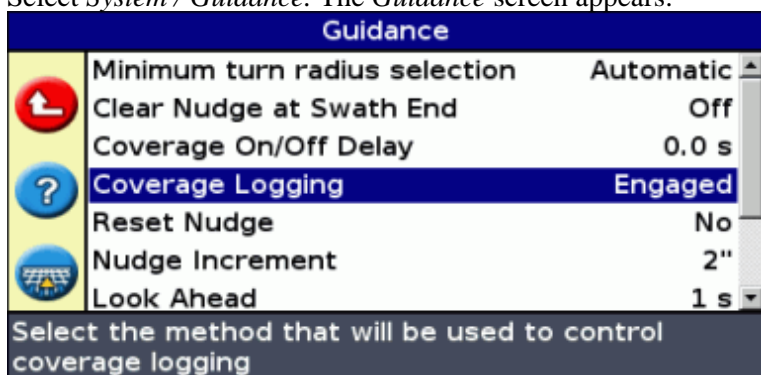 Select System / Guidance. The Guidance screen appears.
Guidance
Minimum turn radius selection Automatic
Clear Nudge at Swath End Off
Coverage On/Off Delay 0.0 s
? Coverage Logging Engaged
Reset Nudge No
Nudge Increment 2"
Look Ahead 1 s
Select the method that will be used to control
coverage logging